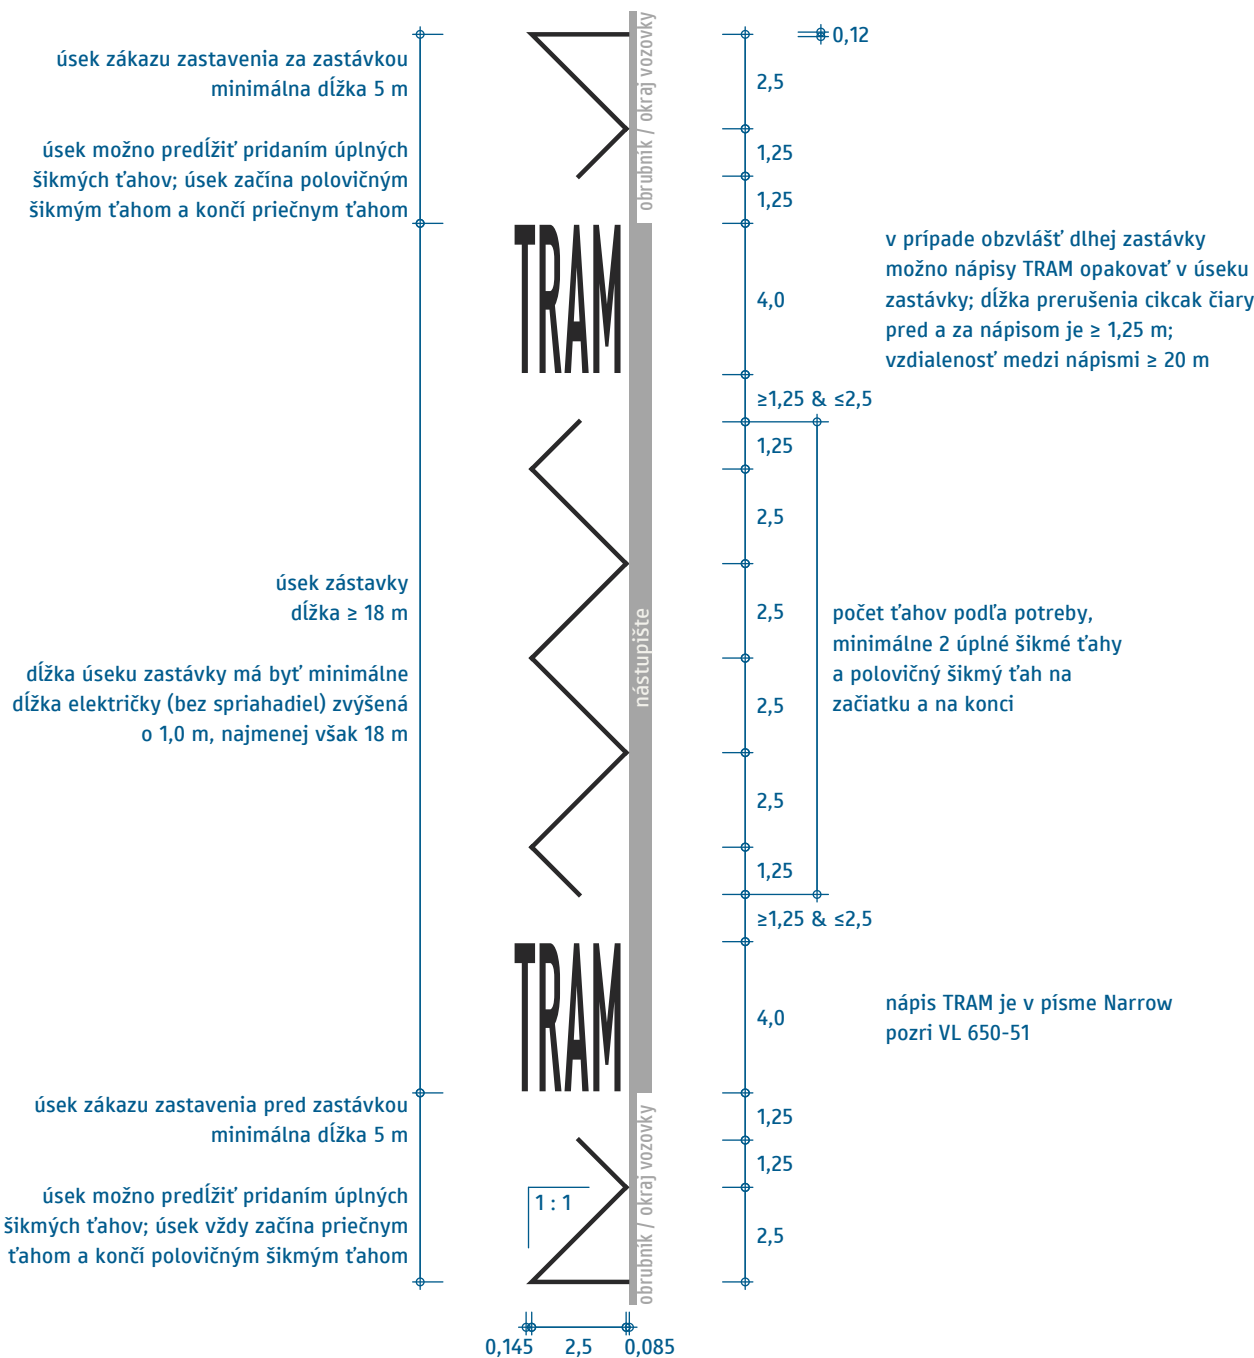 úsek zákazu zastavenia za zastávkou
minimálna dĺžka 5 m
úsek možno predĺžiť pridaním úplných
šikmých ťahov; úsek začína polovičným
šikmým ťahom a končí priečnym ťahom
obrubník / okraj vozovky
0,12
2,5
1,25
1,25
TRAM
4,0
v prípade obzvlášť dlhej zastávky
možno nápisy TRAM opakovať v úseku
zastávky; dĺžka prerušenia cikcak čiary
pred a za nápisom je ≥ 1,25 m;
vzdialenosť medzi nápismi ≥ 20 m
≥1,25 & ≤2,5
1,25
2,5
2,5
2,5
2,5
1,25
úsek zástavky
dĺžka ≥ 18 m
dĺžka úseku zastávky má byť minimálne
dĺžka električky (bez spriahadiel) zvýšená
o 1,0 m, najmenej však 18 m
nástupište
počet ťahov podľa potreby,
minimálne 2 úplné šikmé ťahy
a polovičný šikmý ťah na
začiatku a na konci
≥1,25 & ≤2,5
TRAM
4,0
nápis TRAM je v písme Narrow
pozri VL 650-51
úsek zákazu zastavenia pred zastávkou
minimálna dĺžka 5 m
úsek možno predĺžiť pridaním úplných
šikmých ťahov; úsek vždy začína priečnym
ťahom a končí polovičným šikmým ťahom
1 : 1
obrubník / okraj vozovky
1,25
1,25
2,5
0,145
2,5
0,085